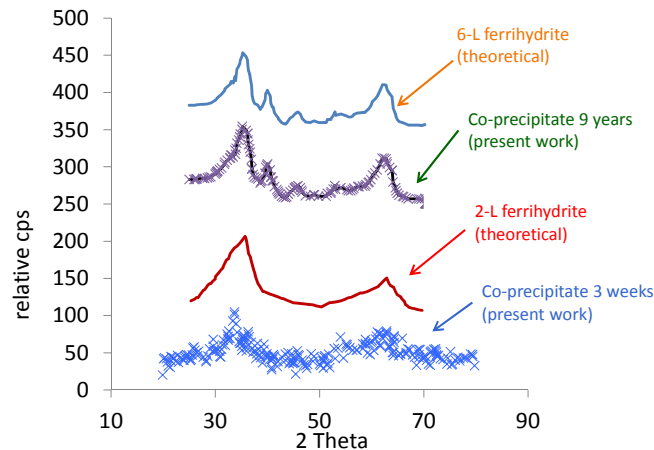 500
450
400
350
300
250
200
150
100
50
0
relative cps
10
30
50
70
90
2 Theta
6-L ferrihydrite
(theoretical)
Co-precipitate 9 years
(present work)
2-L ferrihydrite
(theoretical)
Co-precipitate 3 weeks
(present work)